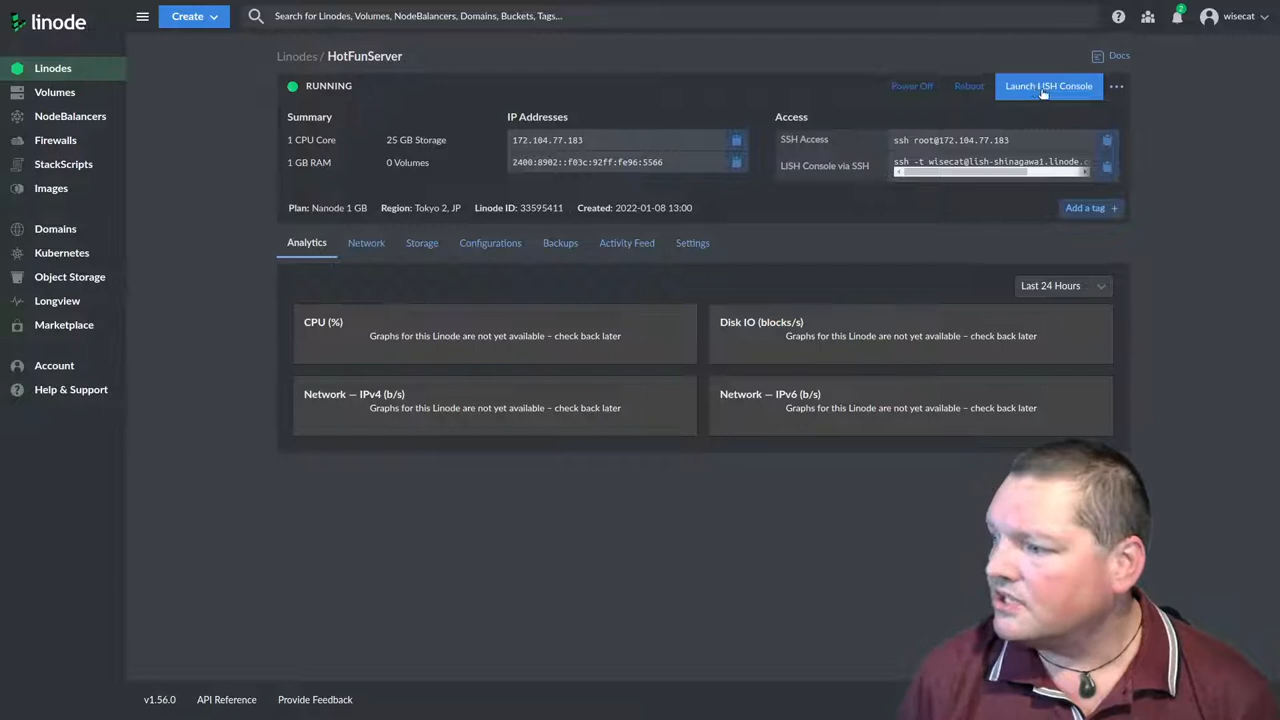 linode
Create
Search for Linodes, Volumes, NodeBalancers, Domains, Buckets, Tags...
2
wisecat
Linodes
Volumes
NodeBalancers
Firewalls
StackScripts
Images
Domains
Kubernetes
Object Storage
Longview
Marketplace
Account
Help & Support
Linodes / HotFunServer
Docs
RUNNING
Power Off
Reboot
Launch LISH Console
Summary
IP Addresses
Access
1 CPU Core
25 GB Storage
172.104.77.183
SSH Access
ssh root@172.104.77.183
1 GB RAM
0 Volumes
2400:8902::f03c:92ff:fe96:5566
LISH Console via SSH
ssh -t wisecat@lish-shinagawa1.linode.c
Plan: Nanode 1 GB
Region: Tokyo 2, JP
Linode ID: 33595411
Created: 2022-01-08 13:00
Add a tag +
Analytics
Network
Storage
Configurations
Backups
Activity Feed
Settings
Last 24 Hours
CPU (%)
Graphs for this Linode are not yet available – check back later
Disk IO (blocks/s)
Graphs for this Linode are not yet available – check back later
Network — IPv4 (b/s)
Graphs for this Linode are not yet available – check back later
Network — IPv6 (b/s)
Graphs for this Linode are not yet available – check back later
v1.56.0
API Reference
Provide Feedback